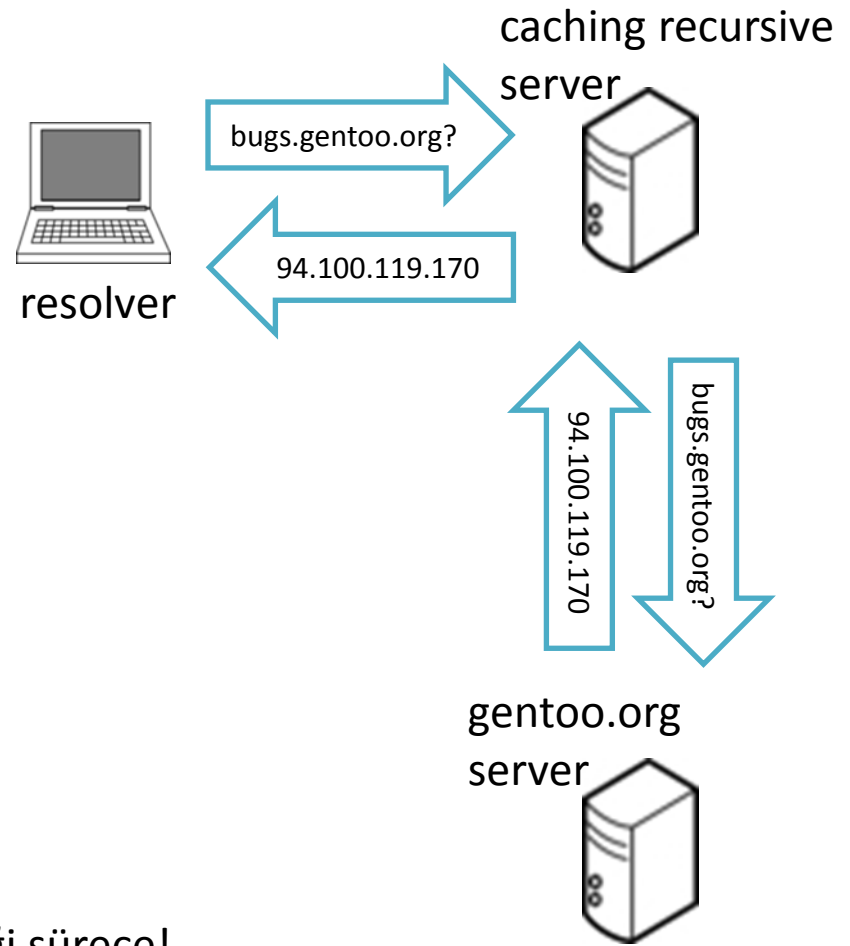 caching recursive
server
bugs.gentoo.org?
94.100.119.170
resolver
94.100.119.170
bugs.gentoo.org?
gentoo.org
server
sürece!